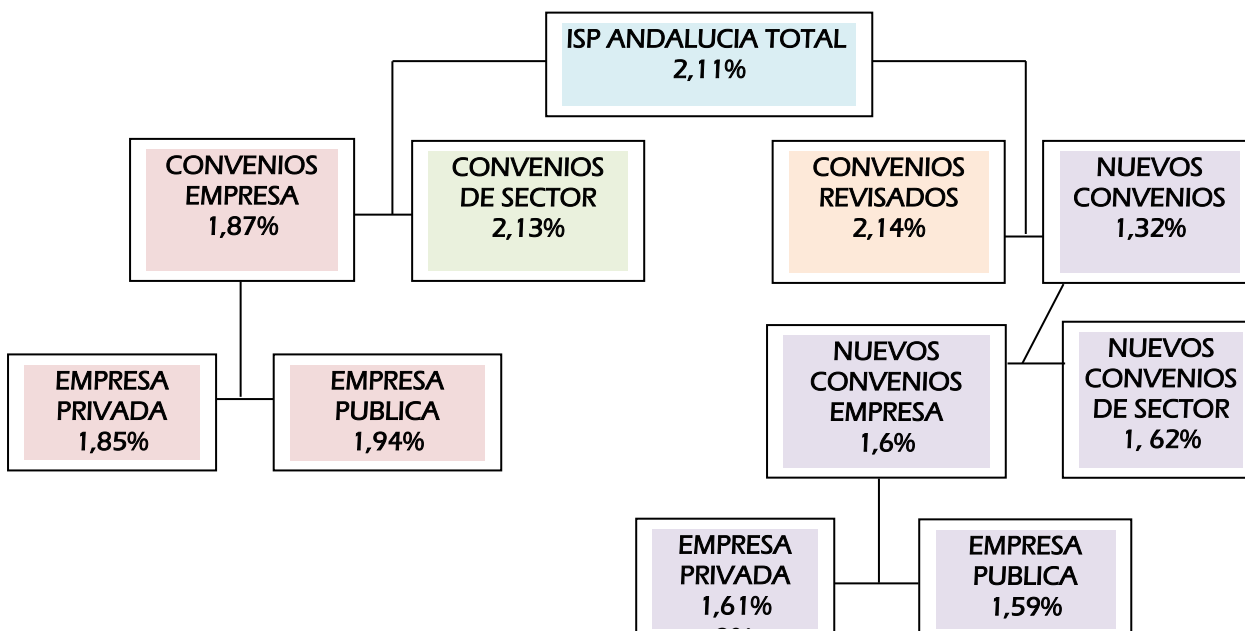 ISP ANDALUCIA TOTAL
2,11%
CONVENIOS
EMPRESA
1,87%
CONVENIOS
DE SECTOR
2,13%
CONVENIOS
REVISADOS
2,14%
NUEVOS
CONVENIOS
1,32%
EMPRESA
PRIVADA
1,85%
EMPRESA
PUBLICA
1,94%
NUEVOS
CONVENIOS
EMPRESA
1,6%
NUEVOS
CONVENIOS
DE SECTOR
1, 62%
EMPRESA
PRIVADA
1,61%
EMPRESA
PUBLICA
1,59%